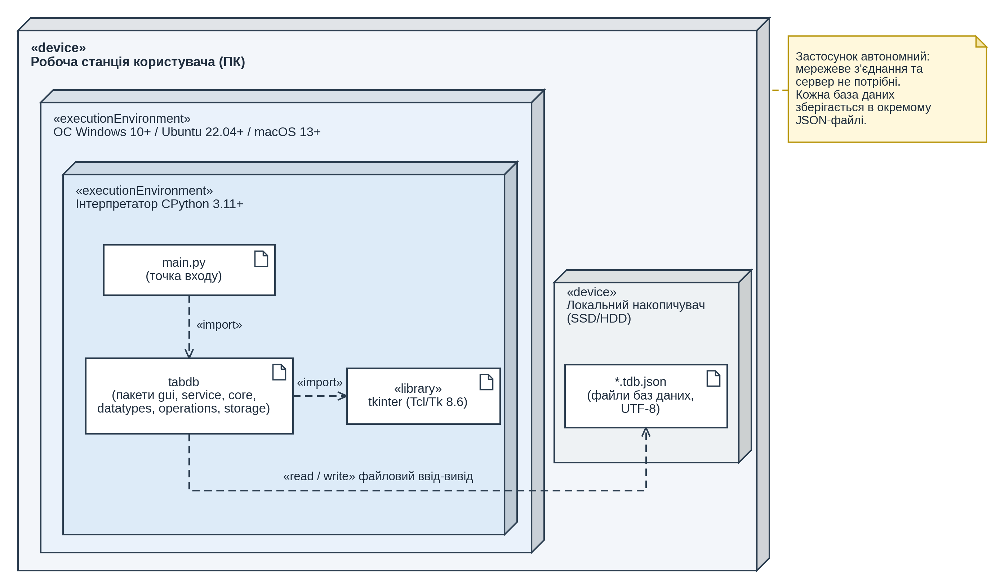 «device»
Робоча станція користувача (ПК)
Застосунок автономний:
мережеве з'єднання та
сервер не потрібні.
Кожна база даних
зберігається в окремому
JSON-файлі.
«executionEnvironment»
ОС Windows 10+ / Ubuntu 22.04+ / macOS 13+
«executionEnvironment»
Інтерпретатор CPython 3.11+
main.py
(точка входу)
«import»
tabdb
(пакети gui, service, core,
datatypes, operations, storage)
«import»
«library»
tkinter (Tcl/Tk 8.6)
«device»
Локальний накопичувач
(SSD/HDD)
*.tdb.json
(файли баз даних,
UTF-8)
«read / write» файловий ввід-вивід